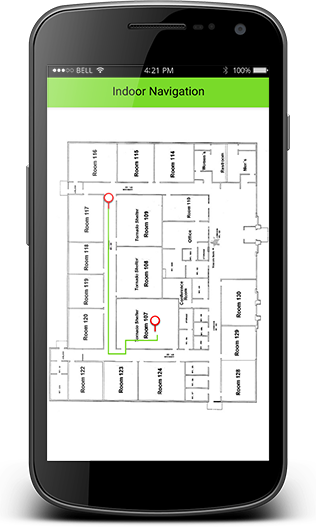 BELL 4:21 PM 100%
Indoor Navigation
Room 116
Room 115
Room 114
Women's
Restroom
Men's
Room 117
Tornado Shelter
Room 109
Room 110
Office
Room 118
Tornado Shelter
Room 108
Room 119
Conference
Room
Room 120
Tornado Shelter
Room 107
Room 130
Room 129
Room 122
Room 123
Room 124
Room 128